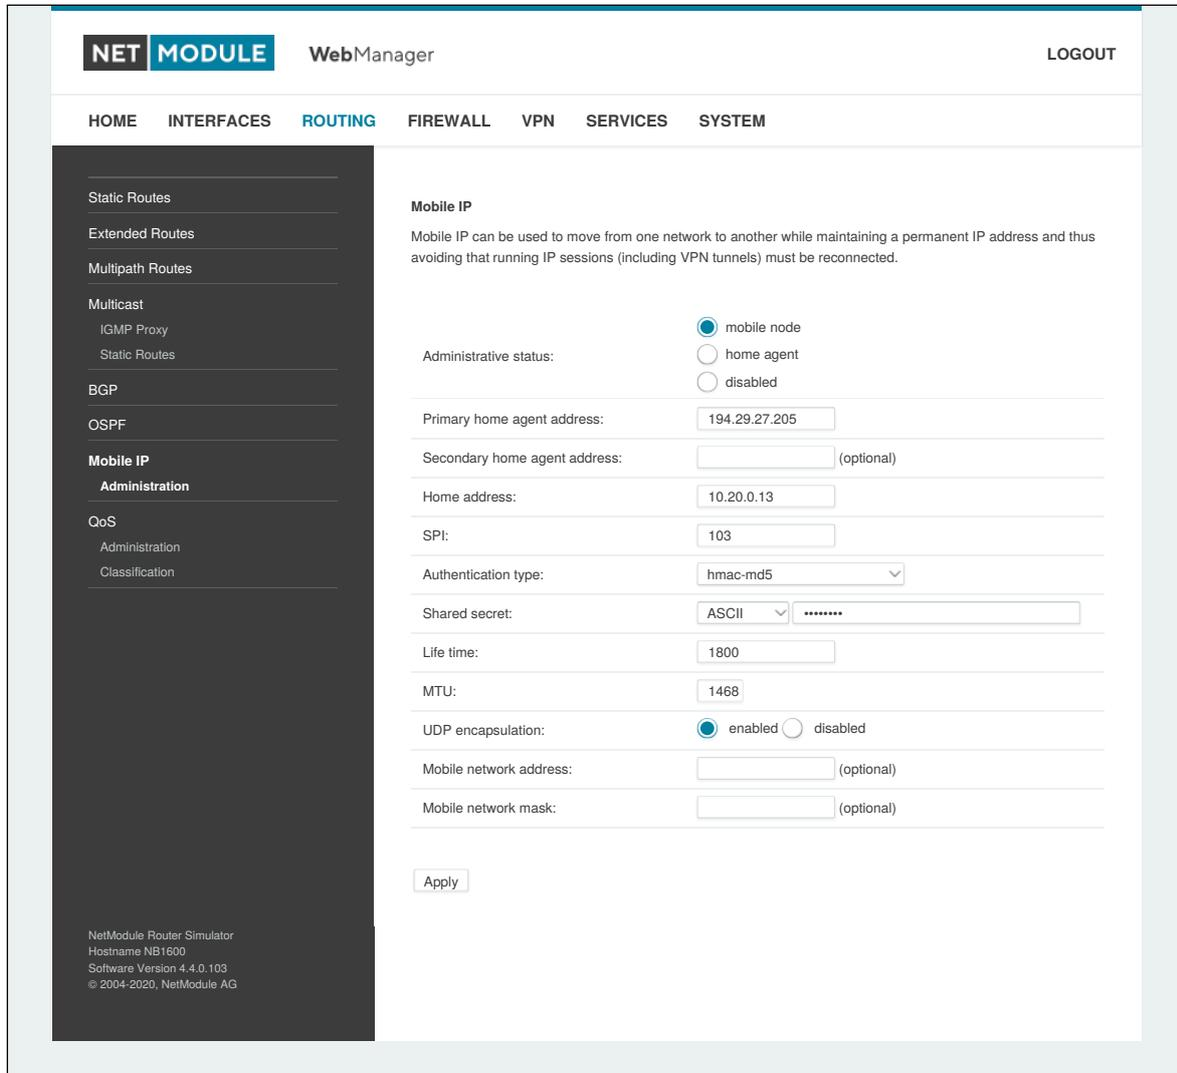 NET MODULE WebManager LOGOUT
HOME INTERFACES ROUTING FIREWALL VPN SERVICES SYSTEM
Static Routes
Extended Routes
Multipath Routes
Multicast
IGMP Proxy
Static Routes
BGP
OSPF
Mobile IP
Administration
QoS
Administration
Classification
NetModule Router Simulator
Hostname NB1600
Software Version 4.4.0.103
© 2004-2020, NetModule AG
Mobile IP
Mobile IP can be used to move from one network to another while maintaining a permanent IP address and thus
avoiding that running IP sessions (including VPN tunnels) must be reconnected.
Administrative status:
mobile node
home agent
disabled
Primary home agent address: 194.29.27.205
Secondary home agent address: (optional)
Home address: 10.20.0.13
SPI: 103
Authentication type: hmac-md5
Shared secret: ASCII ••••••••
Life time: 1800
MTU: 1468
UDP encapsulation: enabled disabled
Mobile network address: (optional)
Mobile network mask: (optional)
Apply